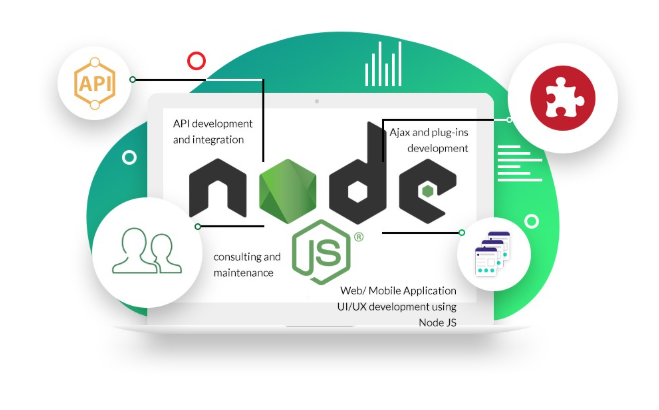 API
API development
and integration
Ajax and plug-ins
development
node
JS®
consulting and
maintenance
Web/ Mobile Application
UI/UX development using
Node JS